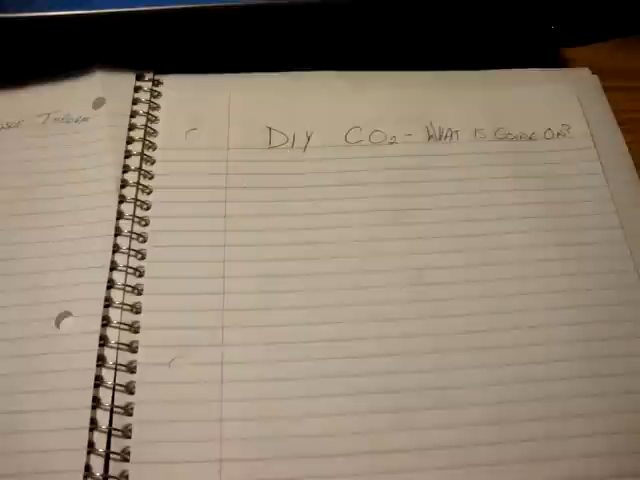 DIY CO₂ - WHAT IS GOING ON?